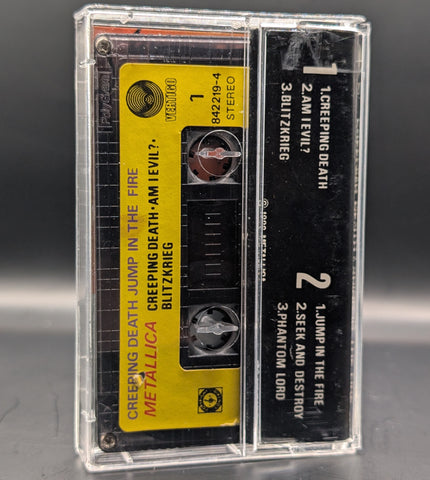 PolyGram
VERTIGO
1
842219-4
STEREO
CREEPING DEATH JUMP IN THE FIRE
METALLICA CREEPING DEATH • AM I EVIL? •
BLITZKRIEG
1
1.CREEPING DEATH
2.AM I EVIL?
3.BLITZKRIEG
2
1.JUMP IN THE FIRE
2.SEEK AND DESTROY
3.PHANTOM LORD
METALLICA